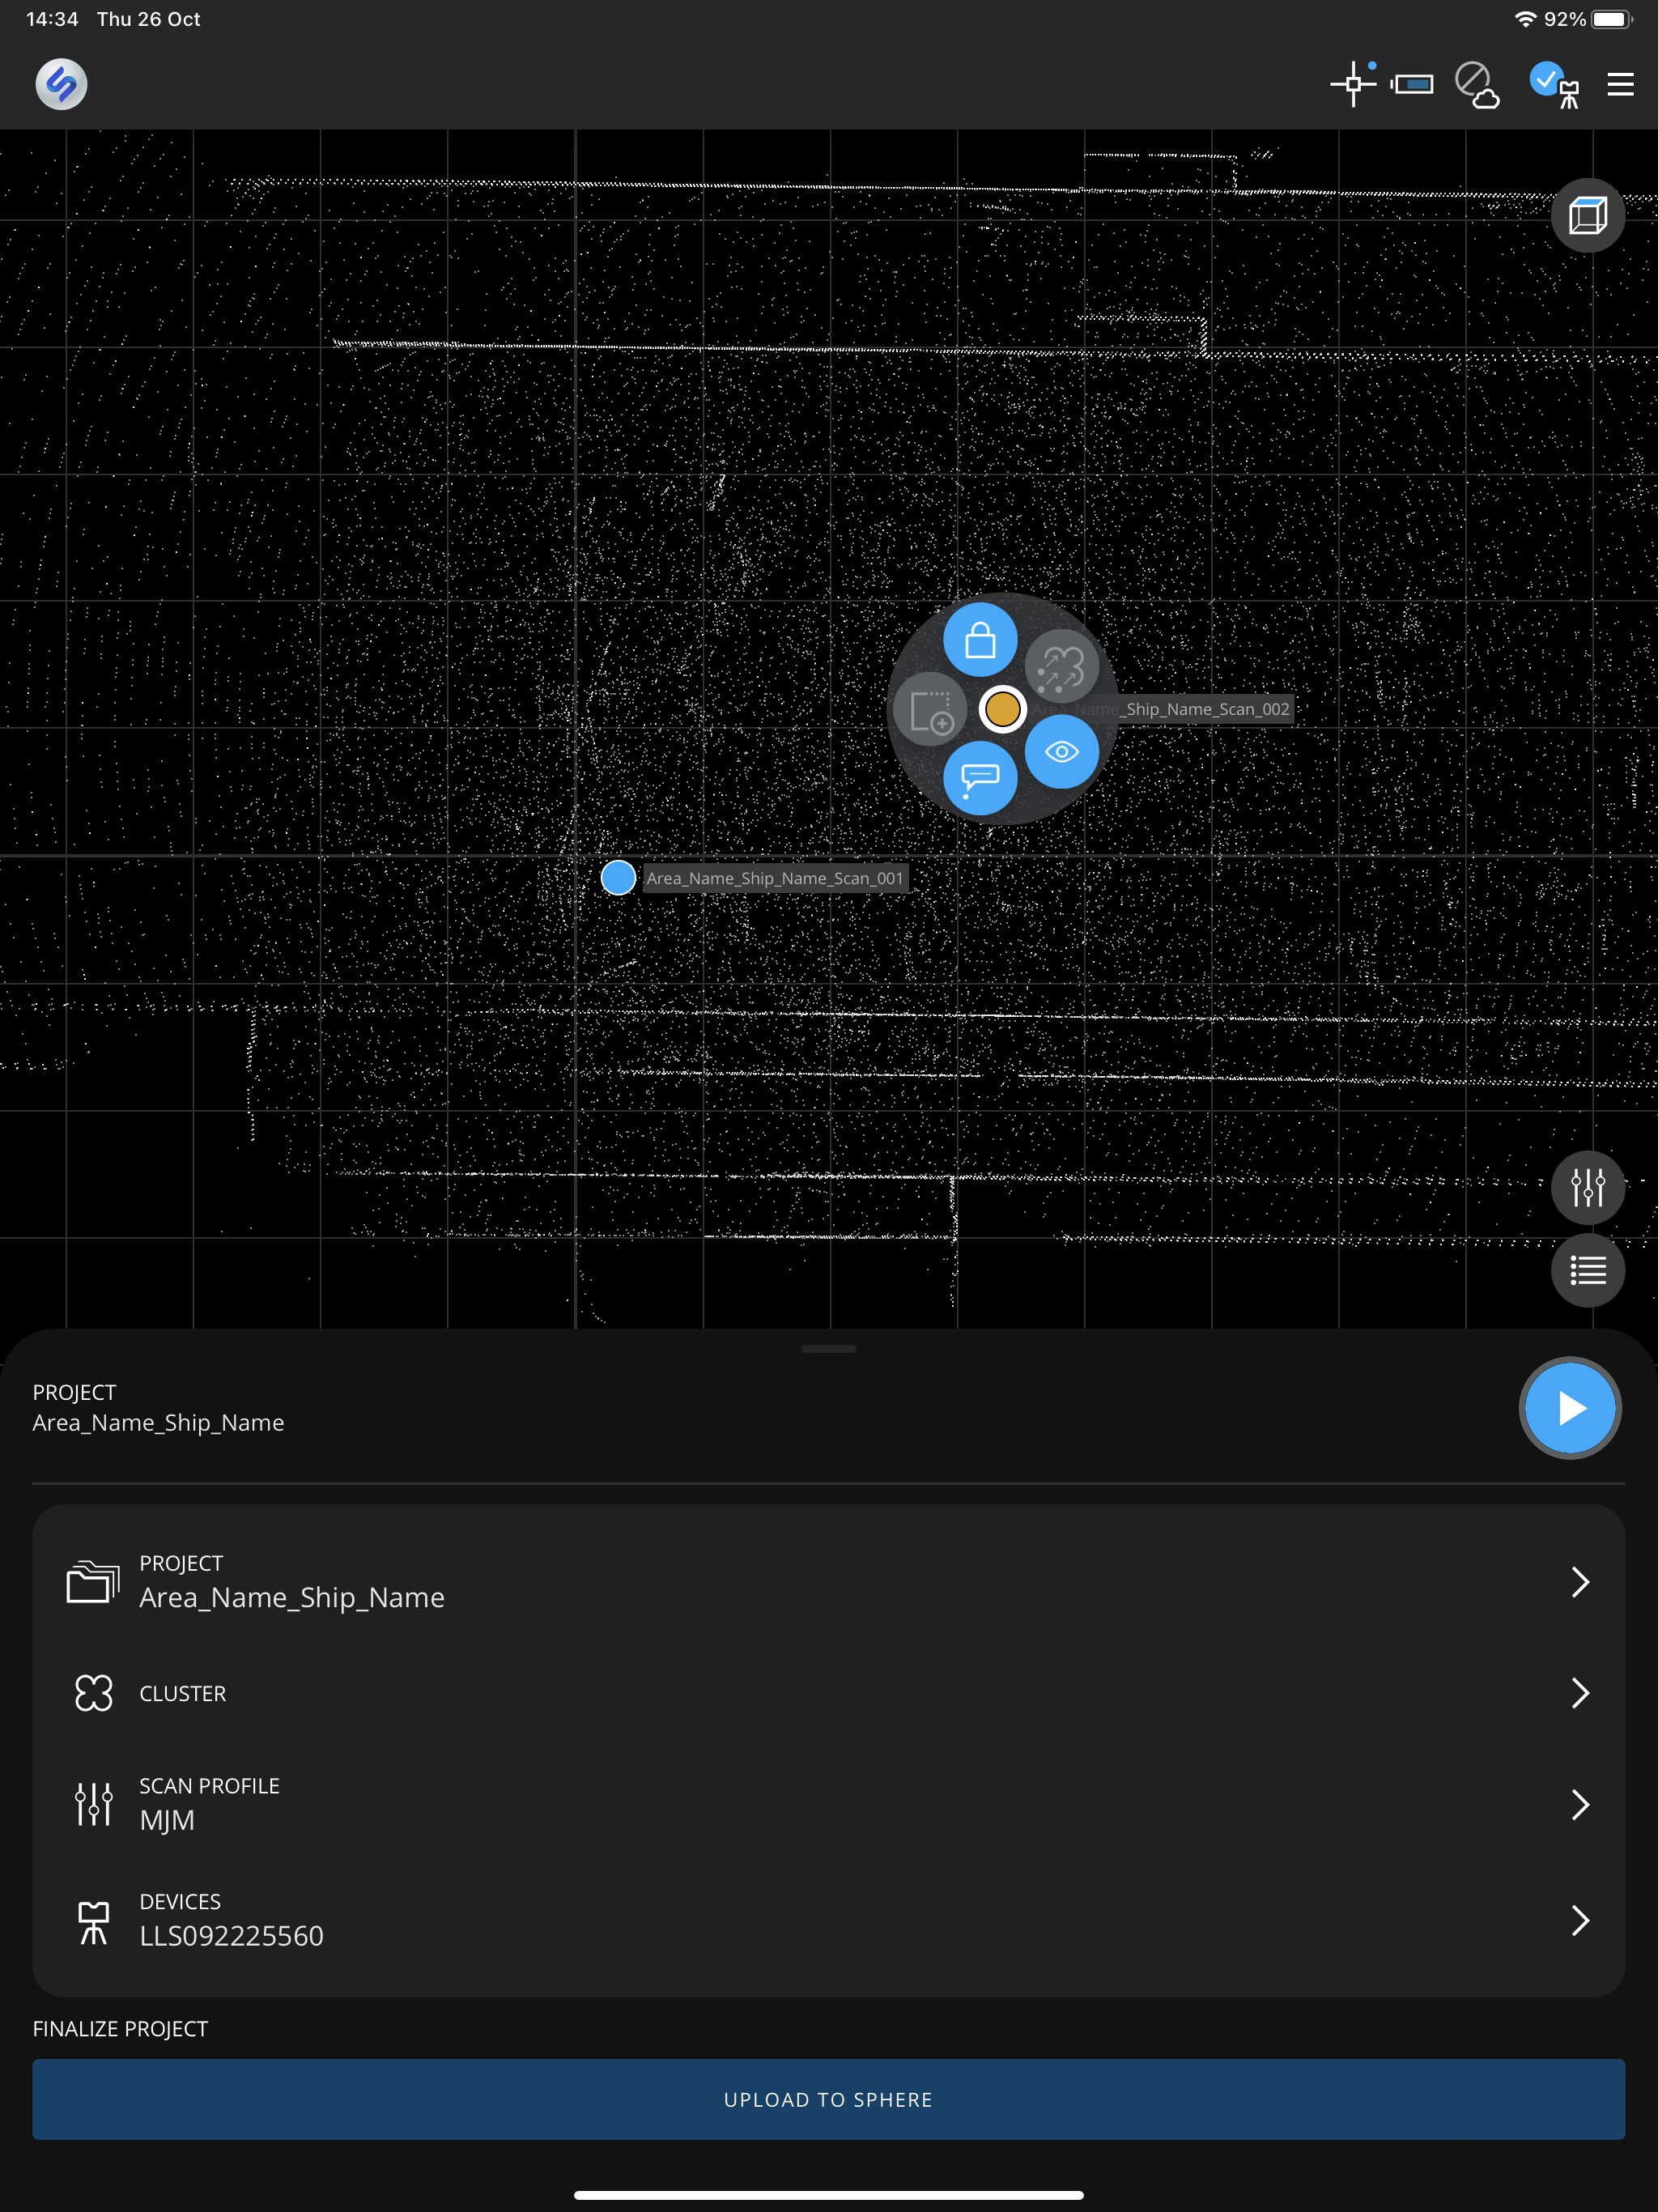 14:34 Thu 26 Oct
92%
Area_Name_Ship_Name_Scan_002
Area_Name_Ship_Name_Scan_001
PROJECT
Area_Name_Ship_Name
PROJECT
Area_Name_Ship_Name
CLUSTER
SCAN PROFILE
MJM
DEVICES
LLS092225560
FINALIZE PROJECT
UPLOAD TO SPHERE